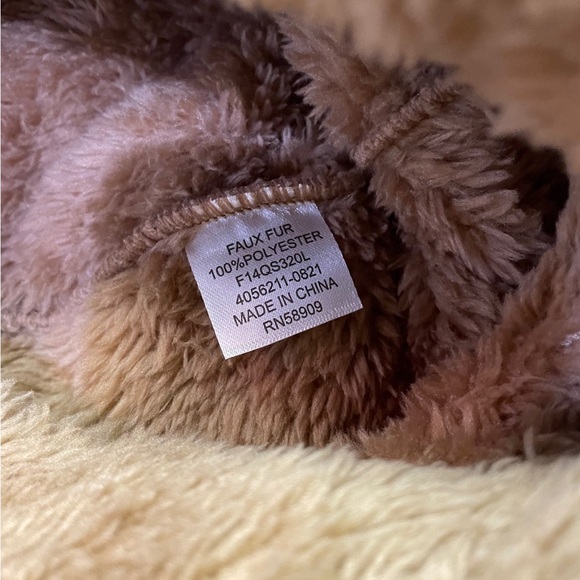 FAUX FUR
100%POLYESTER
F14QS320L
4056211-0821
MADE IN CHINA
RN58909